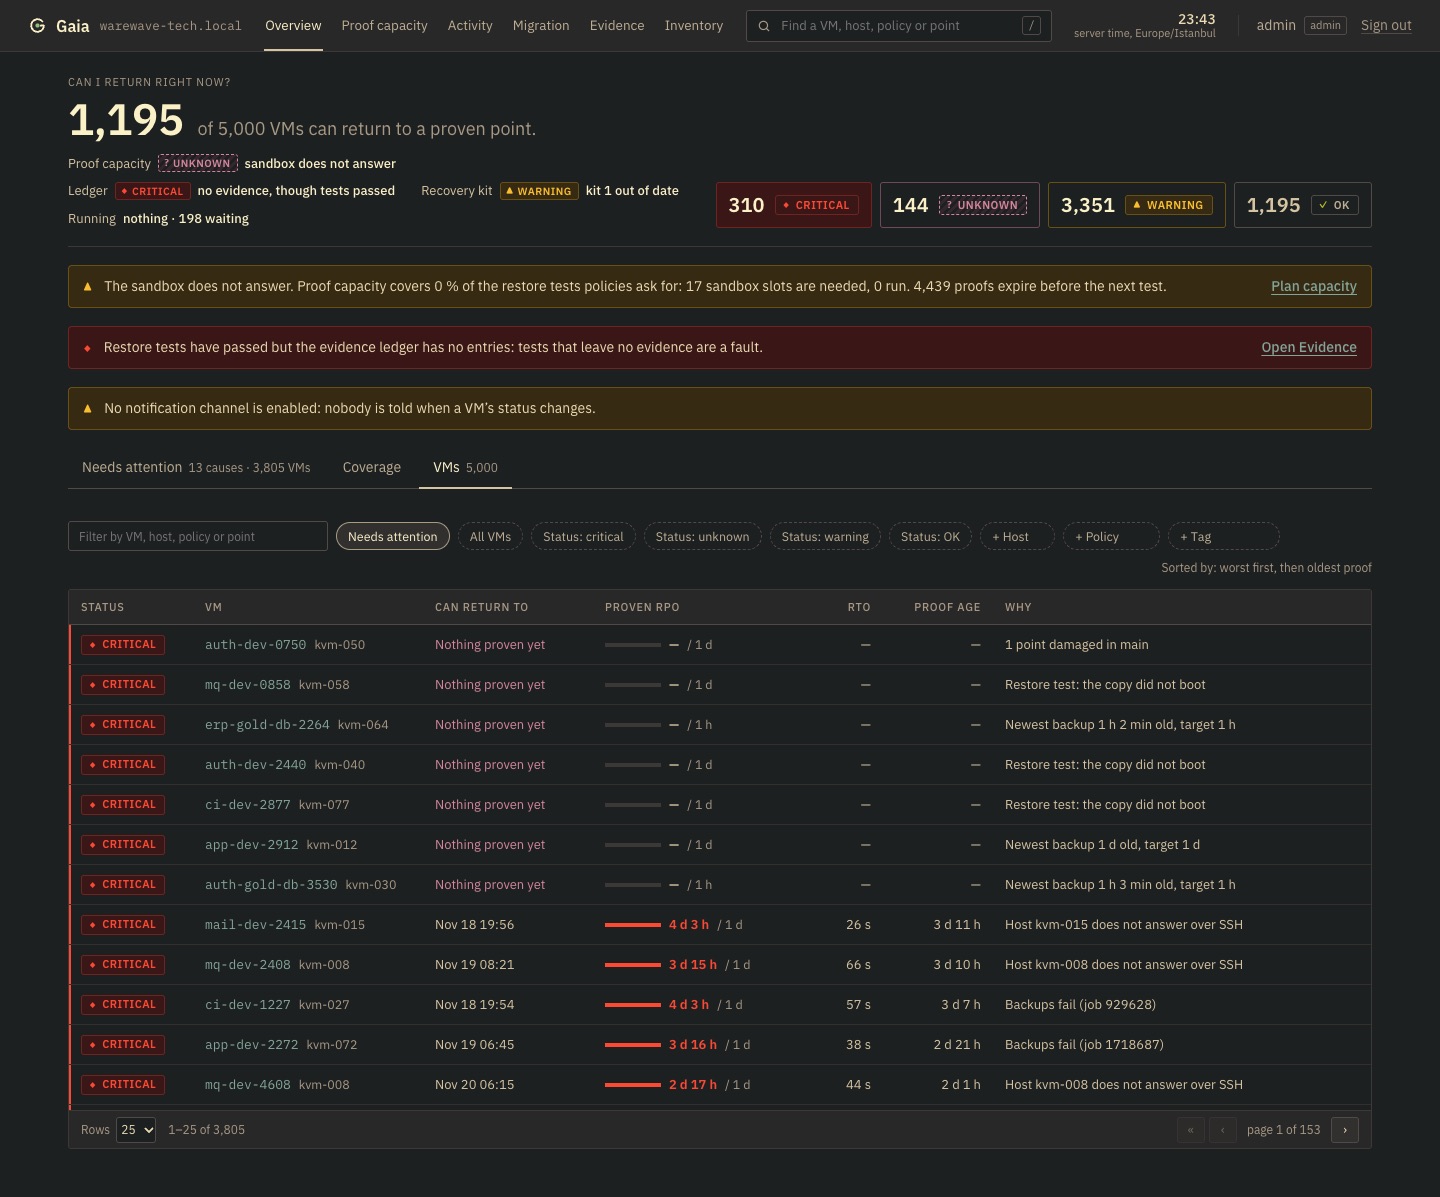 Gaia warewave-tech.local Overview Proof capacity Activity Migration Evidence Inventory Find a VM, host, policy or point / 23:43 server time, Europe/Istanbul admin admin Sign out
CAN I RETURN RIGHT NOW?
1,195 of 5,000 VMs can return to a proven point.
Proof capacity ? UNKNOWN sandbox does not answer
Ledger CRITICAL no evidence, though tests passed Recovery kit WARNING kit 1 out of date
Running nothing · 198 waiting
310 CRITICAL 144 ? UNKNOWN 3,351 WARNING 1,195 ✓ OK
The sandbox does not answer. Proof capacity covers 0 % of the restore tests policies ask for: 17 sandbox slots are needed, 0 run. 4,439 proofs expire before the next test. Plan capacity
Restore tests have passed but the evidence ledger has no entries: tests that leave no evidence are a fault. Open Evidence
No notification channel is enabled: nobody is told when a VM’s status changes.
Needs attention 13 causes · 3,805 VMs Coverage VMs 5,000
Filter by VM, host, policy or point Needs attention All VMs Status: critical Status: unknown Status: warning Status: OK + Host + Policy + Tag
Sorted by: worst first, then oldest proof
STATUS VM CAN RETURN TO PROVEN RPO RTO PROOF AGE WHY
CRITICAL auth-dev-0750 kvm-050 Nothing proven yet — / 1 d — — 1 point damaged in main
CRITICAL mq-dev-0858 kvm-058 Nothing proven yet — / 1 d — — Restore test: the copy did not boot
CRITICAL erp-gold-db-2264 kvm-064 Nothing proven yet — / 1 h — — Newest backup 1 h 2 min old, target 1 h
CRITICAL auth-dev-2440 kvm-040 Nothing proven yet — / 1 d — — Restore test: the copy did not boot
CRITICAL ci-dev-2877 kvm-077 Nothing proven yet — / 1 d — — Restore test: the copy did not boot
CRITICAL app-dev-2912 kvm-012 Nothing proven yet — / 1 d — — Newest backup 1 d old, target 1 d
CRITICAL auth-gold-db-3530 kvm-030 Nothing proven yet — / 1 h — — Newest backup 1 h 3 min old, target 1 h
CRITICAL mail-dev-2415 kvm-015 Nov 18 19:56 4 d 3 h / 1 d 26 s 3 d 11 h Host kvm-015 does not answer over SSH
CRITICAL mq-dev-2408 kvm-008 Nov 19 08:21 3 d 15 h / 1 d 66 s 3 d 10 h Host kvm-008 does not answer over SSH
CRITICAL ci-dev-1227 kvm-027 Nov 18 19:54 4 d 3 h / 1 d 57 s 3 d 7 h Backups fail (job 929628)
CRITICAL app-dev-2272 kvm-072 Nov 19 06:45 3 d 16 h / 1 d 38 s 2 d 21 h Backups fail (job 1718687)
CRITICAL mq-dev-4608 kvm-008 Nov 20 06:15 2 d 17 h / 1 d 44 s 2 d 1 h Host kvm-008 does not answer over SSH
Rows 25 1–25 of 3,805 « ‹ page 1 of 153 ›